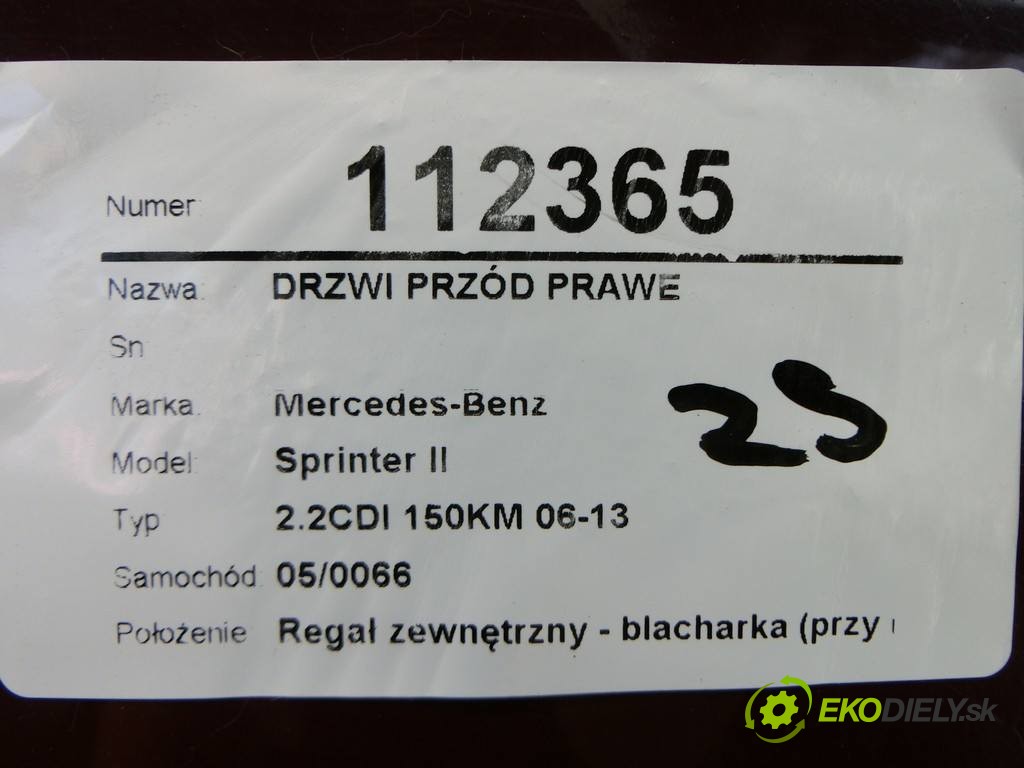 Numer: 112365
Nazwa: DRZWI PRZÓD PRAWE
Sn
Marka: Mercedes-Benz
Model: Sprinter II
Typ 2.2CDI 150KM 06-13
Samochód: 05/0066
Położenie Regał zewnętrzny - blacharka (przy
25
EKODIELY.sk